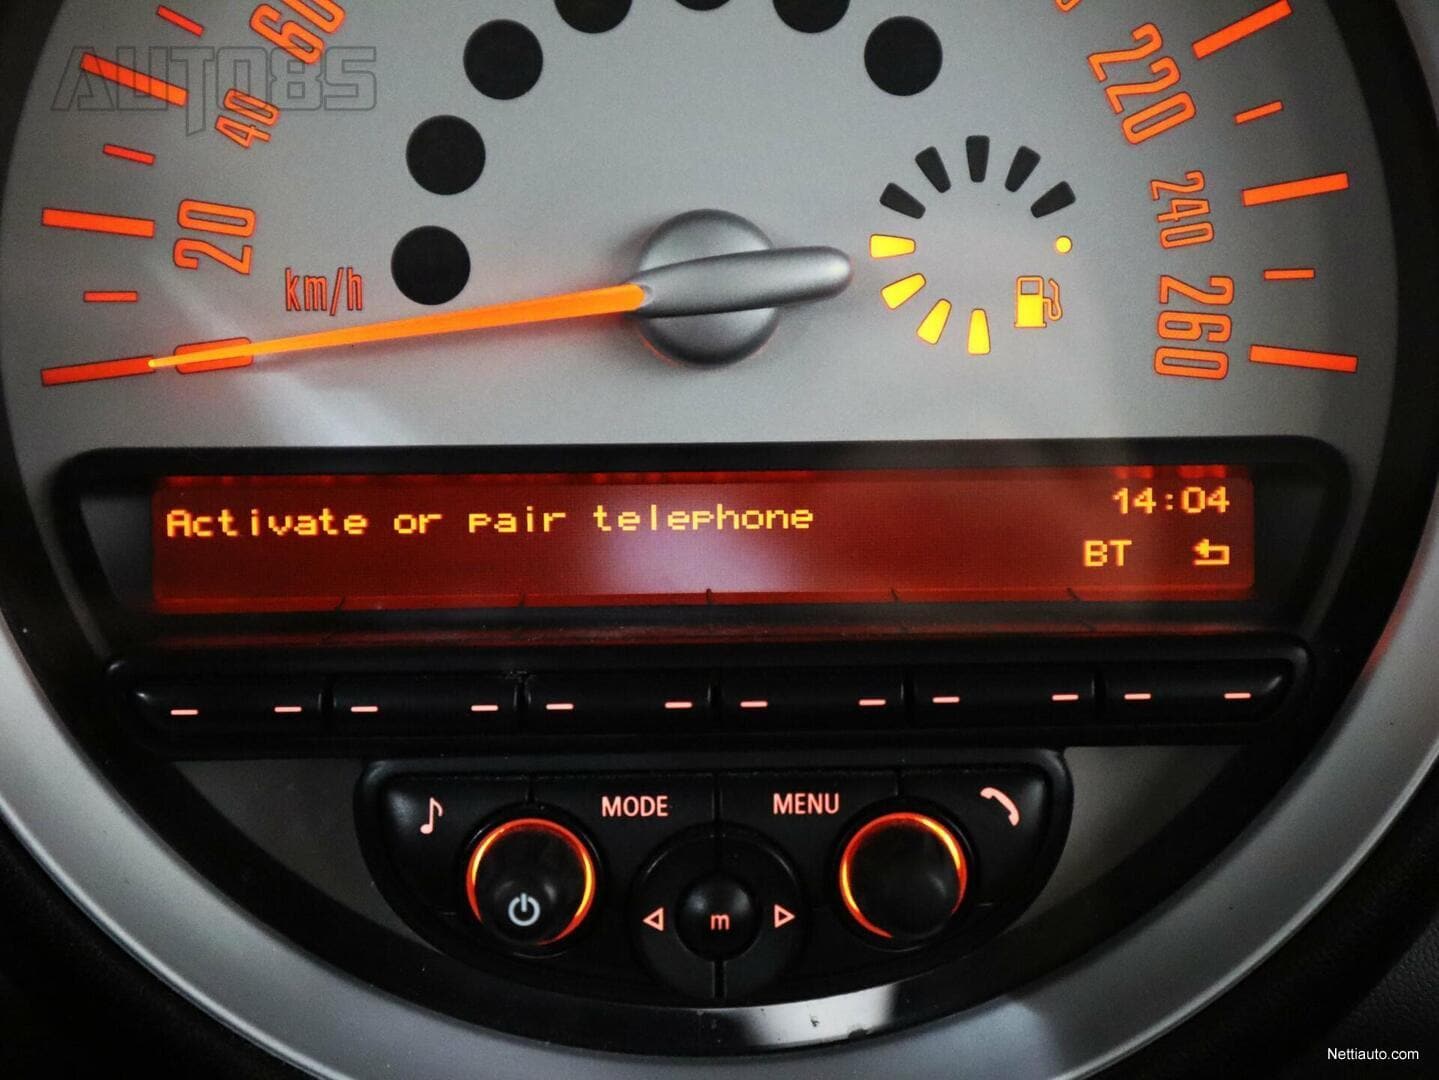 AUTO85
60
40
20
km/h
0
220
240
260
Activate or pair telephone
14:04
BT
MODE
MENU
m
Nettiauto.com